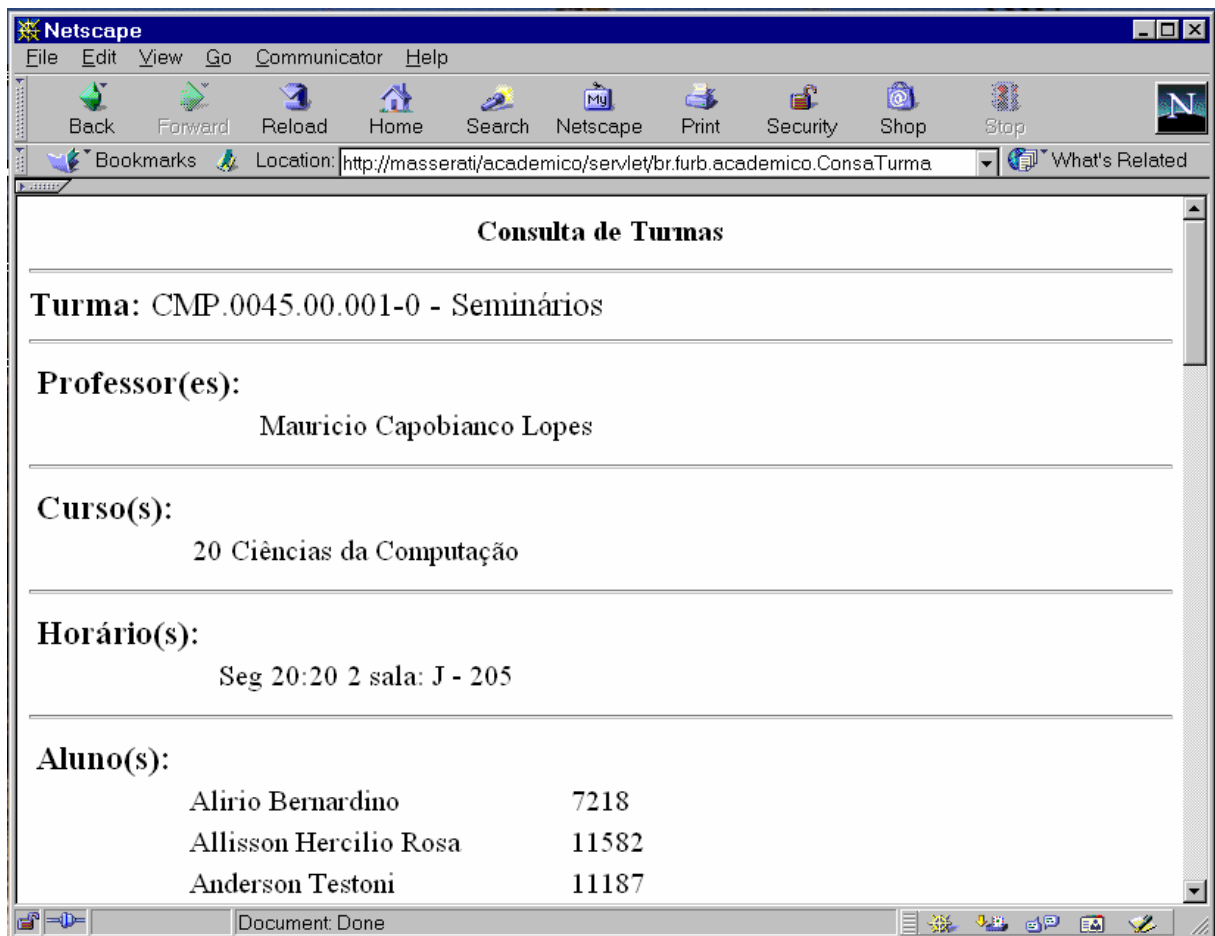 Netscape
File Edit View Go Communicator Help
Back Forward Reload Home Search Netscape Print Security Shop Stop
My
N
Bookmarks Location: http://masserati/academico/servlet/br.furb.academico.ConsaTurma What's Related
Consulta de Turmas
Turma: CMP.0045.00.001-0 - Seminários
Professor(es):
Mauricio Capobianco Lopes
Curso(s):
20 Ciências da Computação
Horário(s):
Seg 20:20 2 sala: J - 205
Aluno(s):
Alirio Bernardino 7218
Allisson Hercilio Rosa 11582
Anderson Testoni 11187
Document: Done